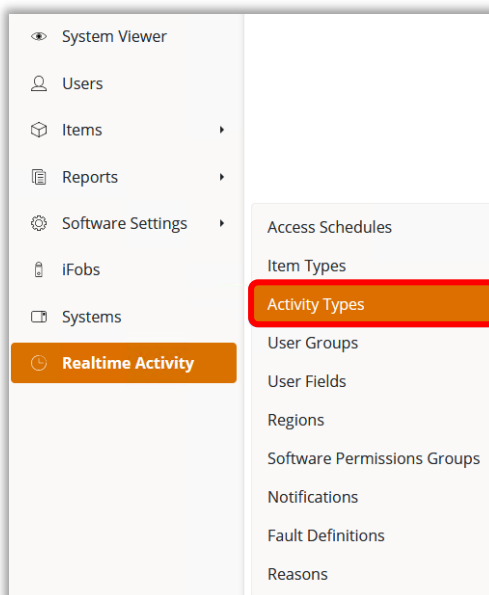 System Viewer
Users
Items
Reports
Software Settings
iFobs
Systems
Realtime Activity
Access Schedules
Item Types
Activity Types
User Groups
User Fields
Regions
Software Permissions Groups
Notifications
Fault Definitions
Reasons